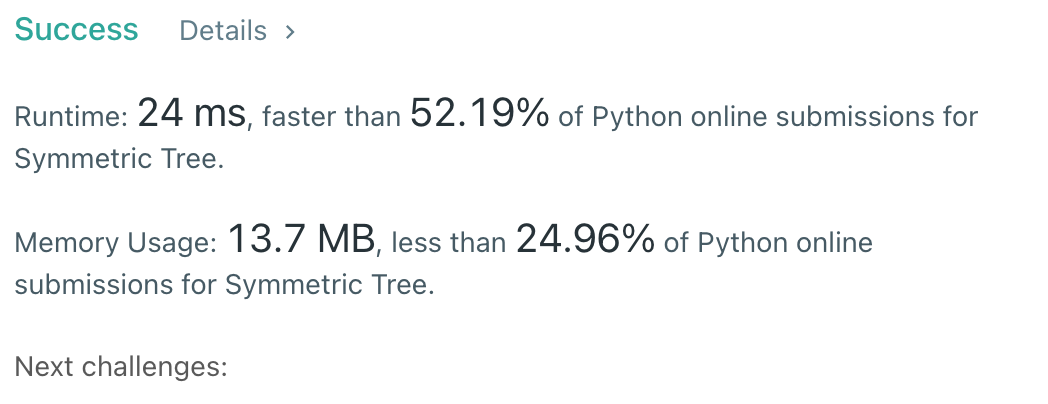 Success Details >
Runtime: 24 ms, faster than 52.19% of Python online submissions for
Symmetric Tree.
Memory Usage: 13.7 MB, less than 24.96% of Python online
submissions for Symmetric Tree.
Next challenges: